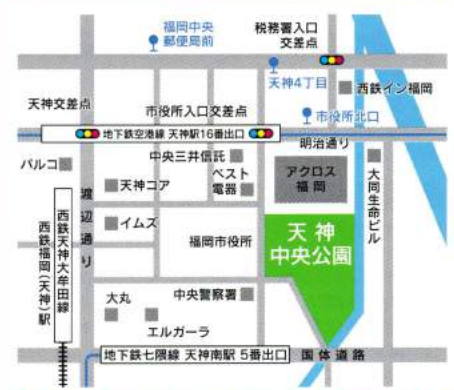 福岡中央
郵便局前
税務署入口
交差点
天神4丁目
西鉄イン福岡
天神交差点
市役所入口交差点
市役所北口
地下鉄空港線 天神駅16番出口
明治通り
パルコ
中央三井信託
天神コア
ベスト
電器
アクロス
福岡
大同生命ビル
渡辺通り
西鉄福岡(天神)駅
西鉄天神大牟田線
イムズ
福岡市役所
天神
中央公園
大丸
中央警察署
エルガーラ
地下鉄七隈線 天神南駅 5番出口
国体道路